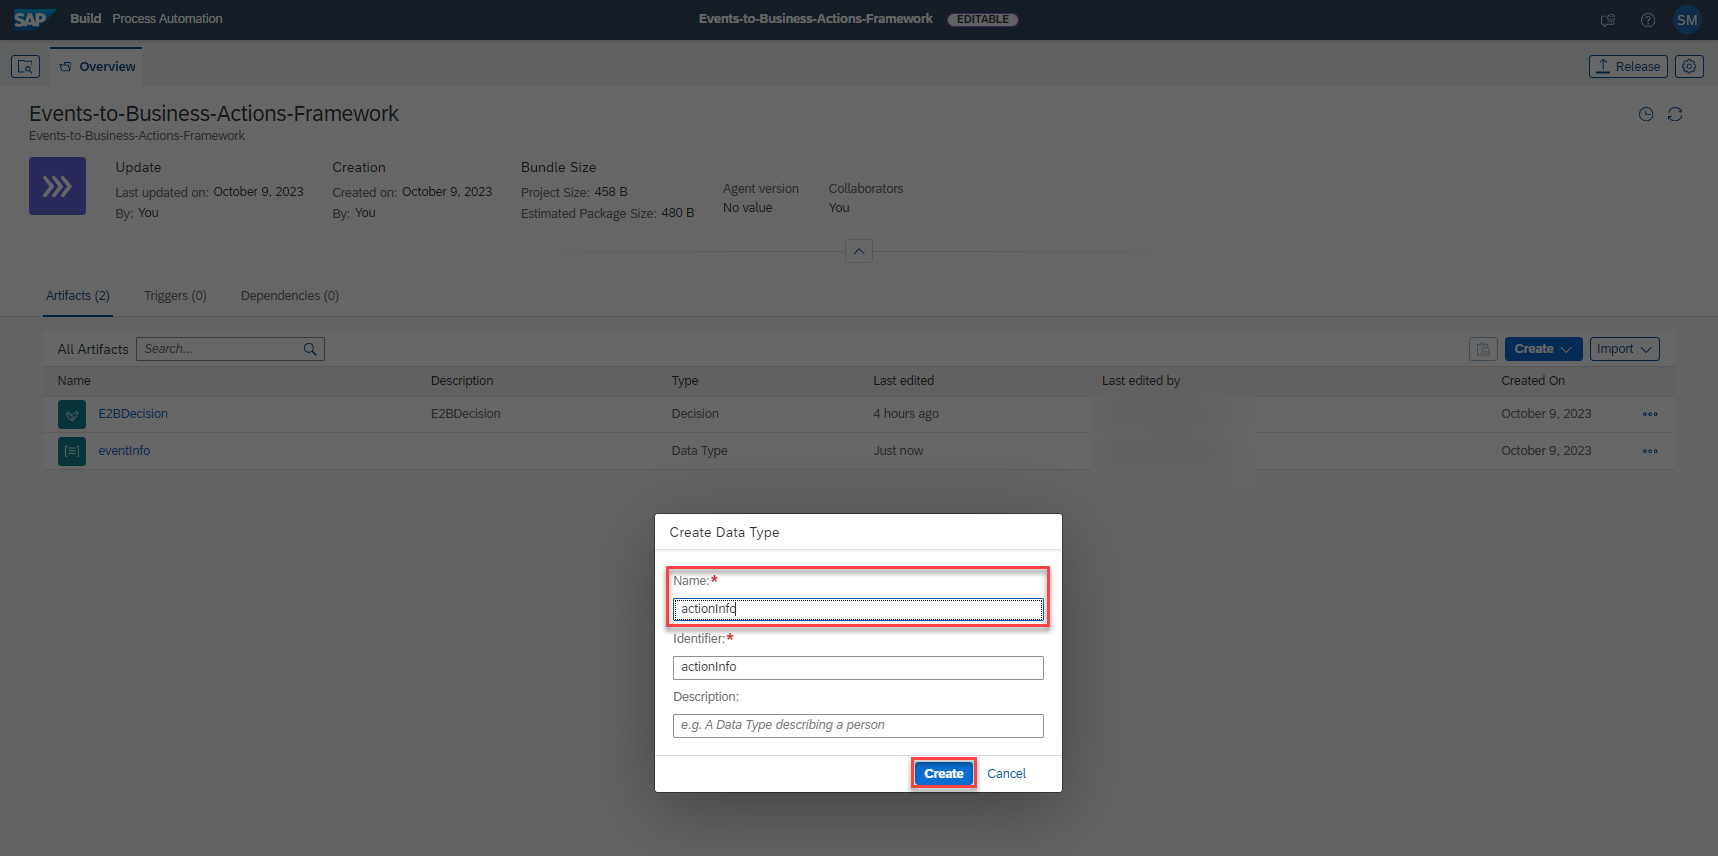 SAP Build Process Automation Events-to-Business-Actions-Framework EDITABLE SM
Overview Release
Events-to-Business-Actions-Framework
Events-to-Business-Actions-Framework
Update Creation Bundle Size
Last updated on: October 9, 2023 Created on: October 9, 2023 Project Size: 458 B Agent version Collaborators
By: You By: You Estimated Package Size: 480 B No value You
Artifacts (2) Triggers (0) Dependencies (0)
All Artifacts Search... Create Import
Name Description Type Last edited Last edited by Created On
E2BDecision E2BDecision Decision 4 hours ago October 9, 2023
eventInfo Data Type Just now October 9, 2023
Create Data Type
Name:*
actionInfo
Identifier:*
actionInfo
Description:
e.g. A Data Type describing a person
Create Cancel